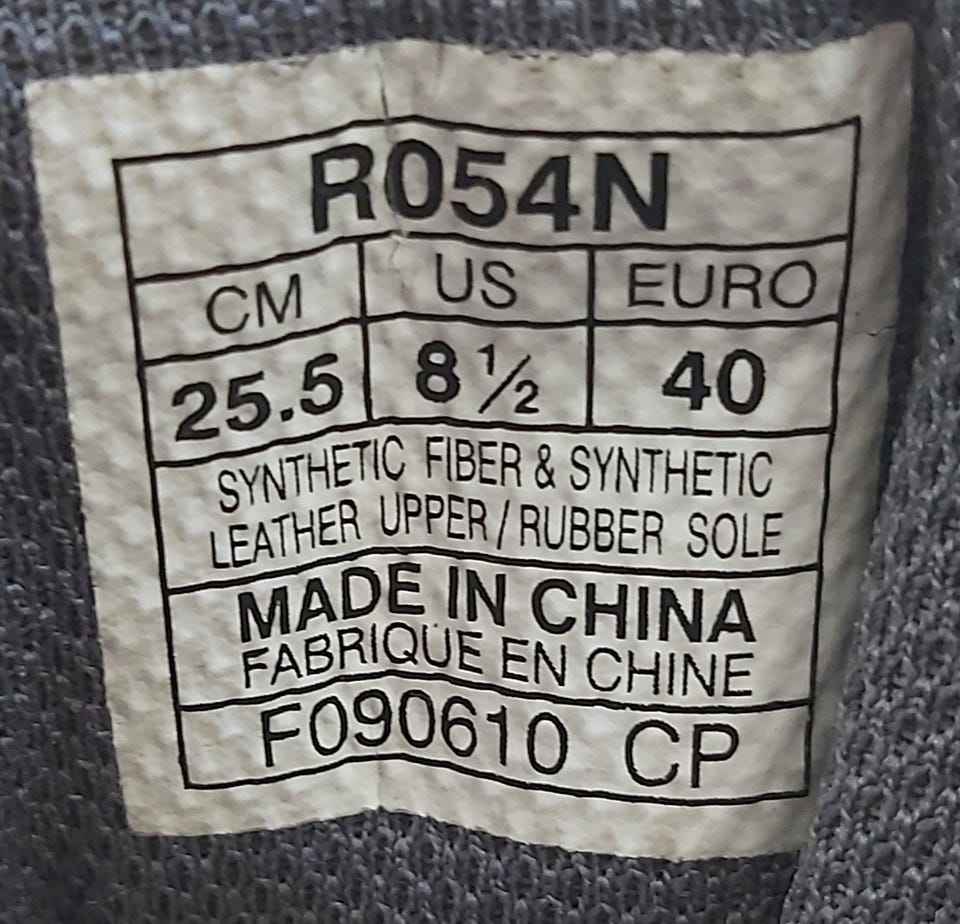 R054N
CM US EURO
25.5 8 ½ 40
SYNTHETIC FIBER & SYNTHETIC
LEATHER UPPER / RUBBER SOLE
MADE IN CHINA
FABRIQUE EN CHINE
F090610 CP